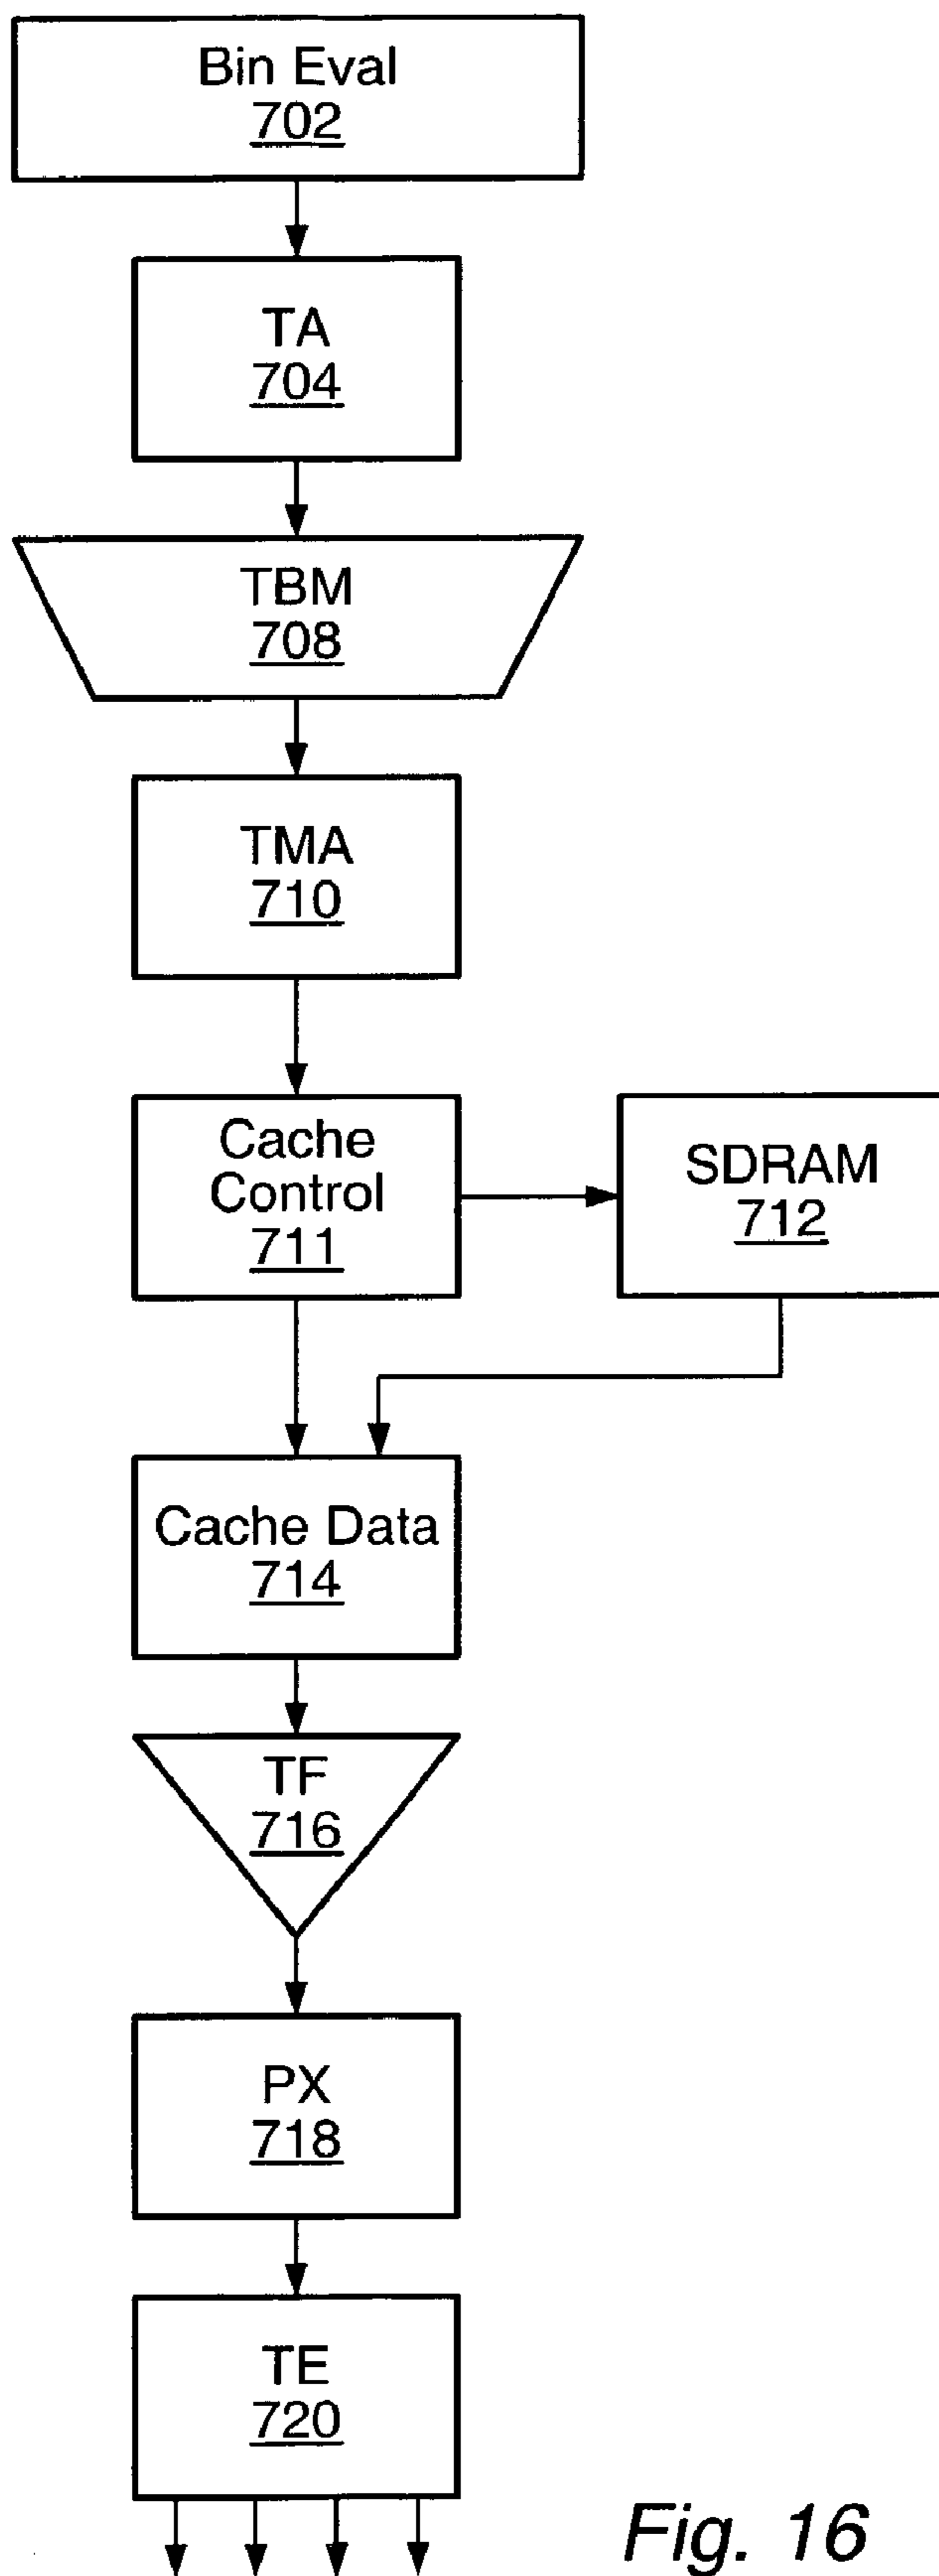 Bin Eval
702
TA
704
TBM
708
TMA
710
Cache
Control
711
SDRAM
712
Cache Data
714
TF
716
PX
718
TE
720
Fig. 16